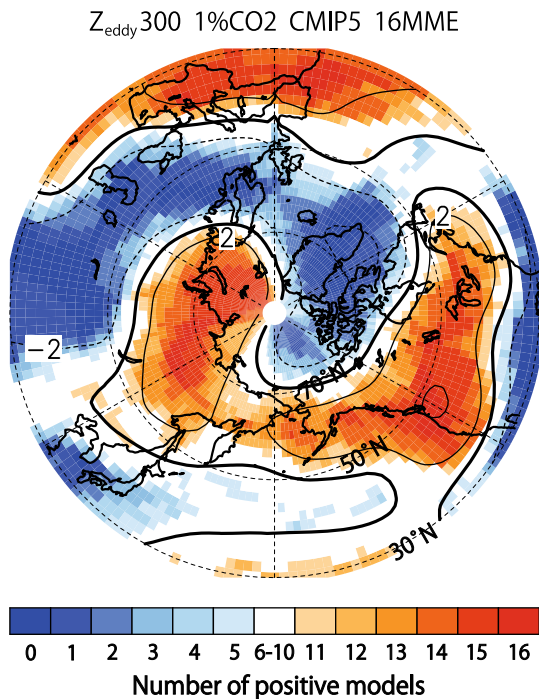 Zeddy300 1%CO2 CMIP5 16MME
2
2
−2
70°N
50°N
30°N
0 1 2 3 4 5 6-10 11 12 13 14 15 16
Number of positive models